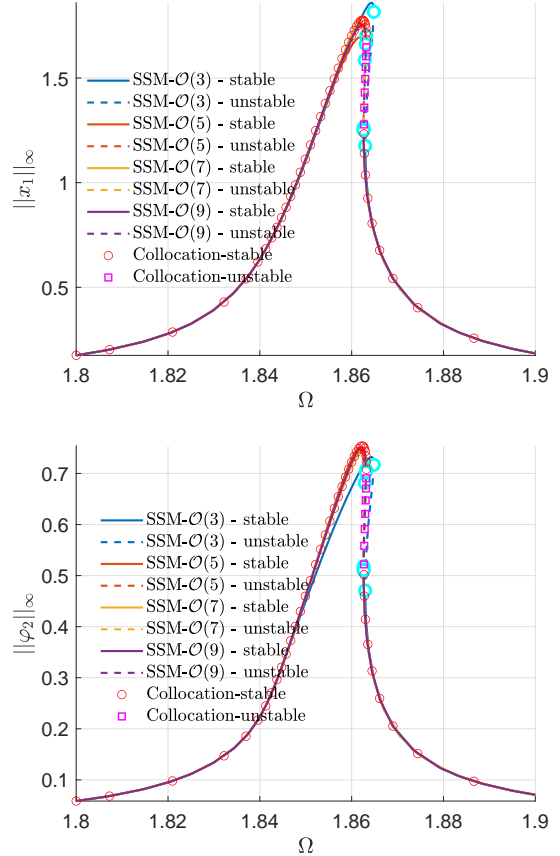 1.5
1
0.5
||x₁||∞
SSM-𝒪(3) - stable
SSM-𝒪(3) - unstable
SSM-𝒪(5) - stable
SSM-𝒪(5) - unstable
SSM-𝒪(7) - stable
SSM-𝒪(7) - unstable
SSM-𝒪(9) - stable
SSM-𝒪(9) - unstable
Collocation-stable
Collocation-unstable
1.8 1.82 1.84 1.86 1.88 1.9
Ω
0.7
0.6
0.5
0.4
0.3
0.2
0.1
||φ₂||∞
SSM-𝒪(3) - stable
SSM-𝒪(3) - unstable
SSM-𝒪(5) - stable
SSM-𝒪(5) - unstable
SSM-𝒪(7) - stable
SSM-𝒪(7) - unstable
SSM-𝒪(9) - stable
SSM-𝒪(9) - unstable
Collocation-stable
Collocation-unstable
1.8 1.82 1.84 1.86 1.88 1.9
Ω